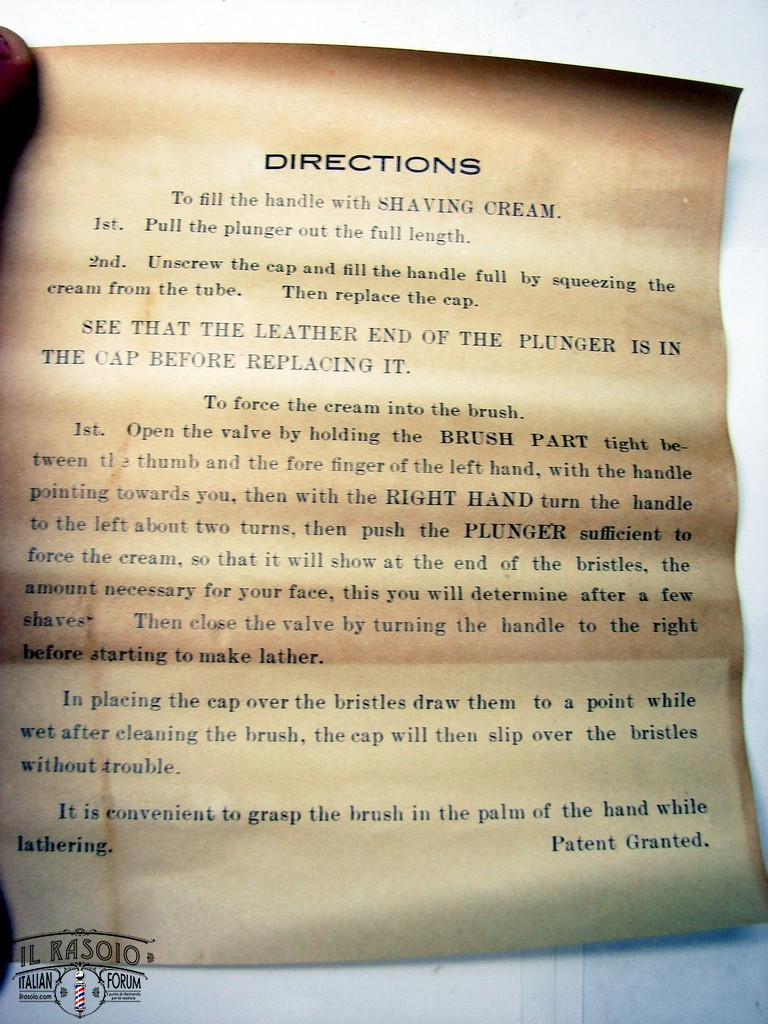 DIRECTIONS
To fill the handle with SHAVING CREAM.
1st. Pull the plunger out the full length.
2nd. Unscrew the cap and fill the handle full by squeezing the
cream from the tube. Then replace the cap.
SEE THAT THE LEATHER END OF THE PLUNGER IS IN
THE CAP BEFORE REPLACING IT.
To force the cream into the brush.
1st. Open the valve by holding the BRUSH PART tight be-
tween the thumb and the fore finger of the left hand, with the handle
pointing towards you, then with the RIGHT HAND turn the handle
to the left about two turns, then push the PLUNGER sufficient to
force the cream, so that it will show at the end of the bristles, the
amount necessary for your face, this you will determine after a few
shaves. Then close the valve by turning the handle to the right
before starting to make lather.
In placing the cap over the bristles draw them to a point while
wet after cleaning the brush, the cap will then slip over the bristles
without trouble.
It is convenient to grasp the brush in the palm of the hand while
lathering. Patent Granted.
IL RASOIO
ITALIAN FORUM
ilrasoio.com